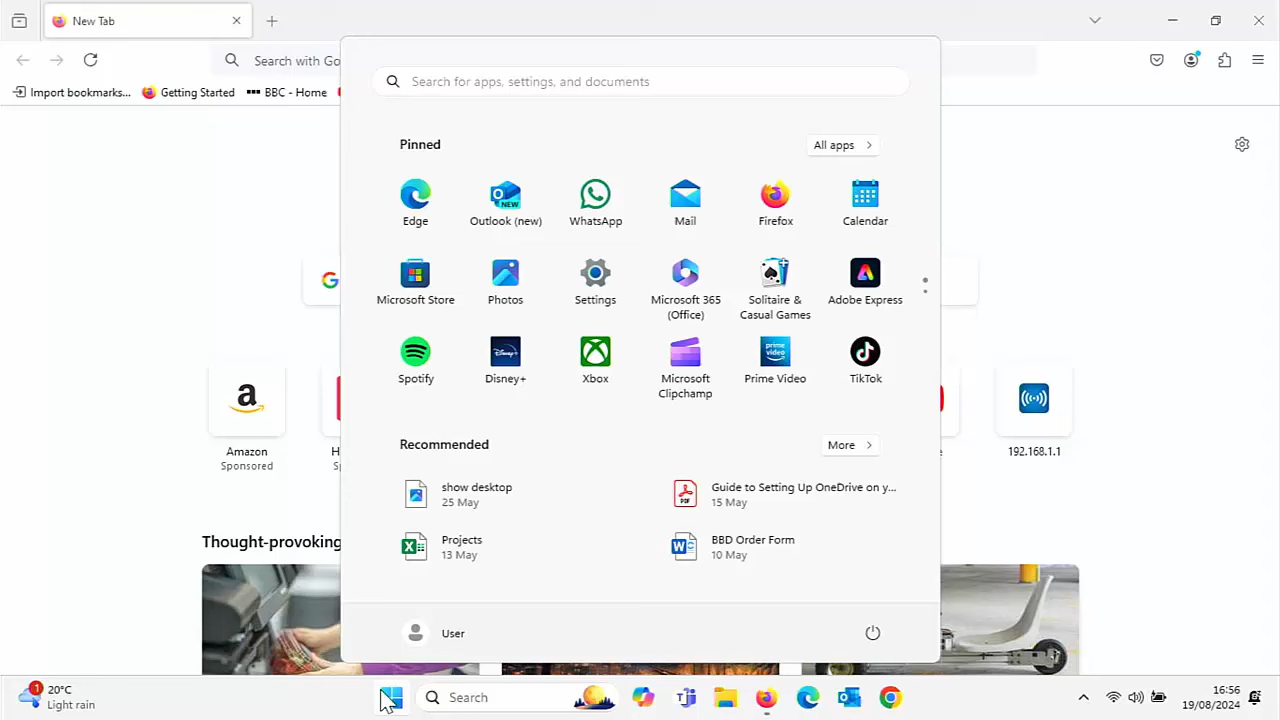 New Tab
Search with Go
Import bookmarks...
Getting Started
BBC - Home
Search for apps, settings, and documents
Pinned
All apps
Edge
Outlook (new)
WhatsApp
Mail
Firefox
Calendar
Microsoft Store
Photos
Settings
Microsoft 365
(Office)
Solitaire &
Casual Games
Adobe Express
Spotify
Disney+
Xbox
Microsoft
Clipchamp
Prime Video
TikTok
Amazon
Sponsored
192.168.1.1
Recommended
More
show desktop
25 May
Guide to Setting Up OneDrive on y...
15 May
Projects
13 May
BBD Order Form
10 May
Thought-provoking
User
1
20°C
Light rain
Search
16:56
19/08/2024